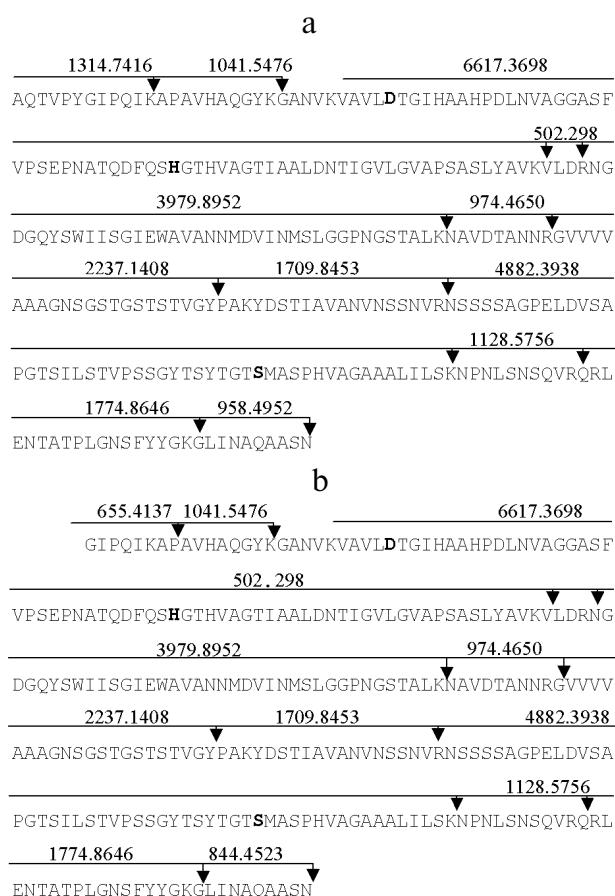 a
1314.7416 1041.5476 6617.3698
AQTVPYGIPQIKAPAVHAQGYKGANVKVAVLDTGIHAAHPDLNVAGGASF
502.298
VPSEPNATQDFQSHGTHVAGTIAALDNTIGVLGVAPSASLYAVKVLDRNG
3979.8952 974.4650
DGQYSWIISGIEWAVANNMDVINMSLGGPNGSTALKNAVDTANNRGVVVV
2237.1408 1709.8453 4882.3938
AAAGNSGSTGSTSTVGYPAKYDSTIAVANVNSSNVRNSSSSAGPELDVSA
1128.5756
PGTSILSTVPSSGYTSYTGTSMASPHVAGAAALILSKNPNLSNSQVRQRL
1774.8646 958.4952
ENTATPLGNSFYYGKGLINAQAASN
b
655.4137 1041.5476 6617.3698
GIPQIKAPAVHAQGYKGANVKVAVLDTGIHAAHPDLNVAGGASF
502.298
VPSEPNATQDFQSHGTHVAGTIAALDNTIGVLGVAPSASLYAVKVLDRNG
3979.8952 974.4650
DGQYSWIISGIEWAVANNMDVINMSLGGPNGSTALKNAVDTANNRGVVVV
2237.1408 1709.8453 4882.3938
AAAGNSGSTGSTSTVGYPAKYDSTIAVANVNSSNVRNSSSSAGPELDVSA
1128.5756
PGTSILSTVPSSGYTSYTGTSMASPHVAGAAALILSKNPNLSNSQVRQRL
1774.8646 844.4523
ENTATPLGNSFYYGKGLINAQAASN